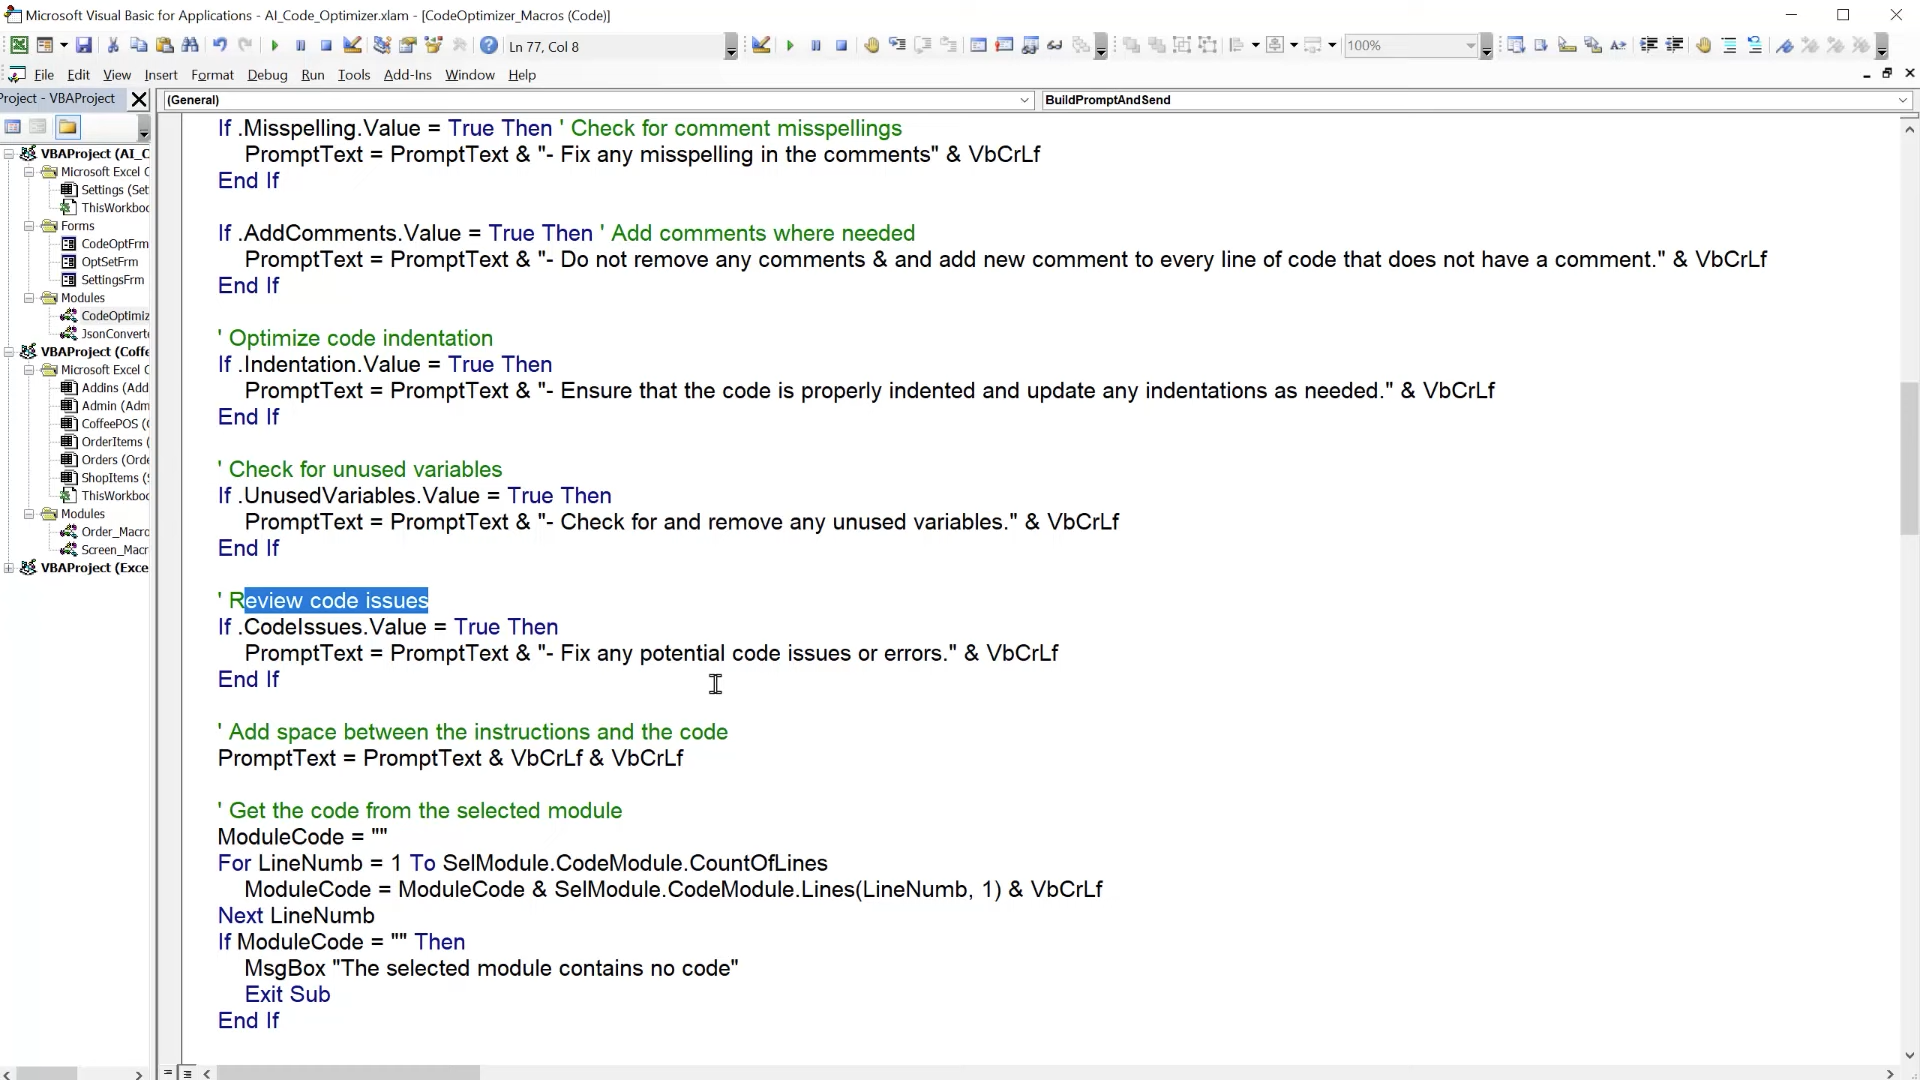 Microsoft Visual Basic for Applications - AI_Code_Optimizer.xlam - [CodeOptimizer_Macros (Code)]
Ln 77, Col 8
100%
File Edit View Insert Format Debug Run Tools Add-Ins Window Help
Project - VBAProject
(General)
BuildPromptAndSend
VBAProject (AI_C
Microsoft Excel O
Settings (Set
ThisWorkboo
Forms
CodeOptFrm
OptSetFrm
SettingsFrm
Modules
CodeOptimiz
JsonConverte
VBAProject (Coffe
Microsoft Excel O
Addins (Add
Admin (Adm
CoffeePOS (
OrderItems (
Orders (Orde
ShopItems (S
ThisWorkboo
Modules
Order_Macro
Screen_Macr
VBAProject (Exce
If .Misspelling.Value = True Then ' Check for comment misspellings
PromptText = PromptText & "- Fix any misspelling in the comments" & VbCrLf
End If
If .AddComments.Value = True Then ' Add comments where needed
PromptText = PromptText & "- Do not remove any comments & and add new comment to every line of code that does not have a comment." & VbCrLf
End If
' Optimize code indentation
If .Indentation.Value = True Then
PromptText = PromptText & "- Ensure that the code is properly indented and update any indentations as needed." & VbCrLf
End If
' Check for unused variables
If .UnusedVariables.Value = True Then
PromptText = PromptText & "- Check for and remove any unused variables." & VbCrLf
End If
' Review code issues
If .CodeIssues.Value = True Then
PromptText = PromptText & "- Fix any potential code issues or errors." & VbCrLf
End If
' Add space between the instructions and the code
PromptText = PromptText & VbCrLf & VbCrLf
' Get the code from the selected module
ModuleCode = ""
For LineNumb = 1 To SelModule.CodeModule.CountOfLines
ModuleCode = ModuleCode & SelModule.CodeModule.Lines(LineNumb, 1) & VbCrLf
Next LineNumb
If ModuleCode = "" Then
MsgBox "The selected module contains no code"
Exit Sub
End If